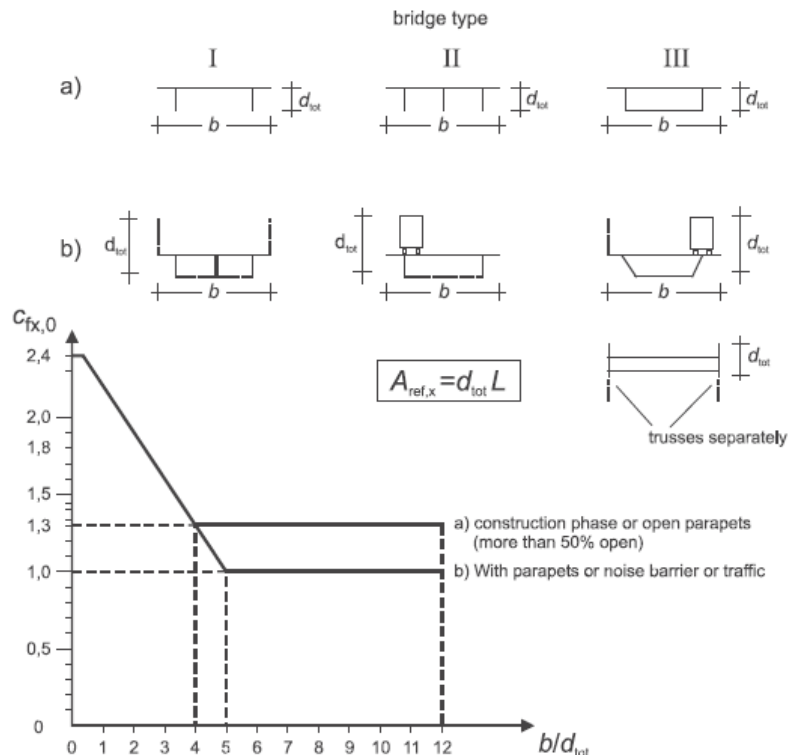 bridge type
I II III
a) d_tot d_tot d_tot
b b b
b) d_tot d_tot d_tot
b b b
c_fx,0
2,4
A_ref,x = d_tot L
d_tot
2,0
trusses separately
1,8
1,5
1,3
a) construction phase or open parapets
(more than 50% open)
1,0
b) With parapets or noise barrier or traffic
0,5
0
0 1 2 3 4 5 6 7 8 9 10 11 12 b/d_tot